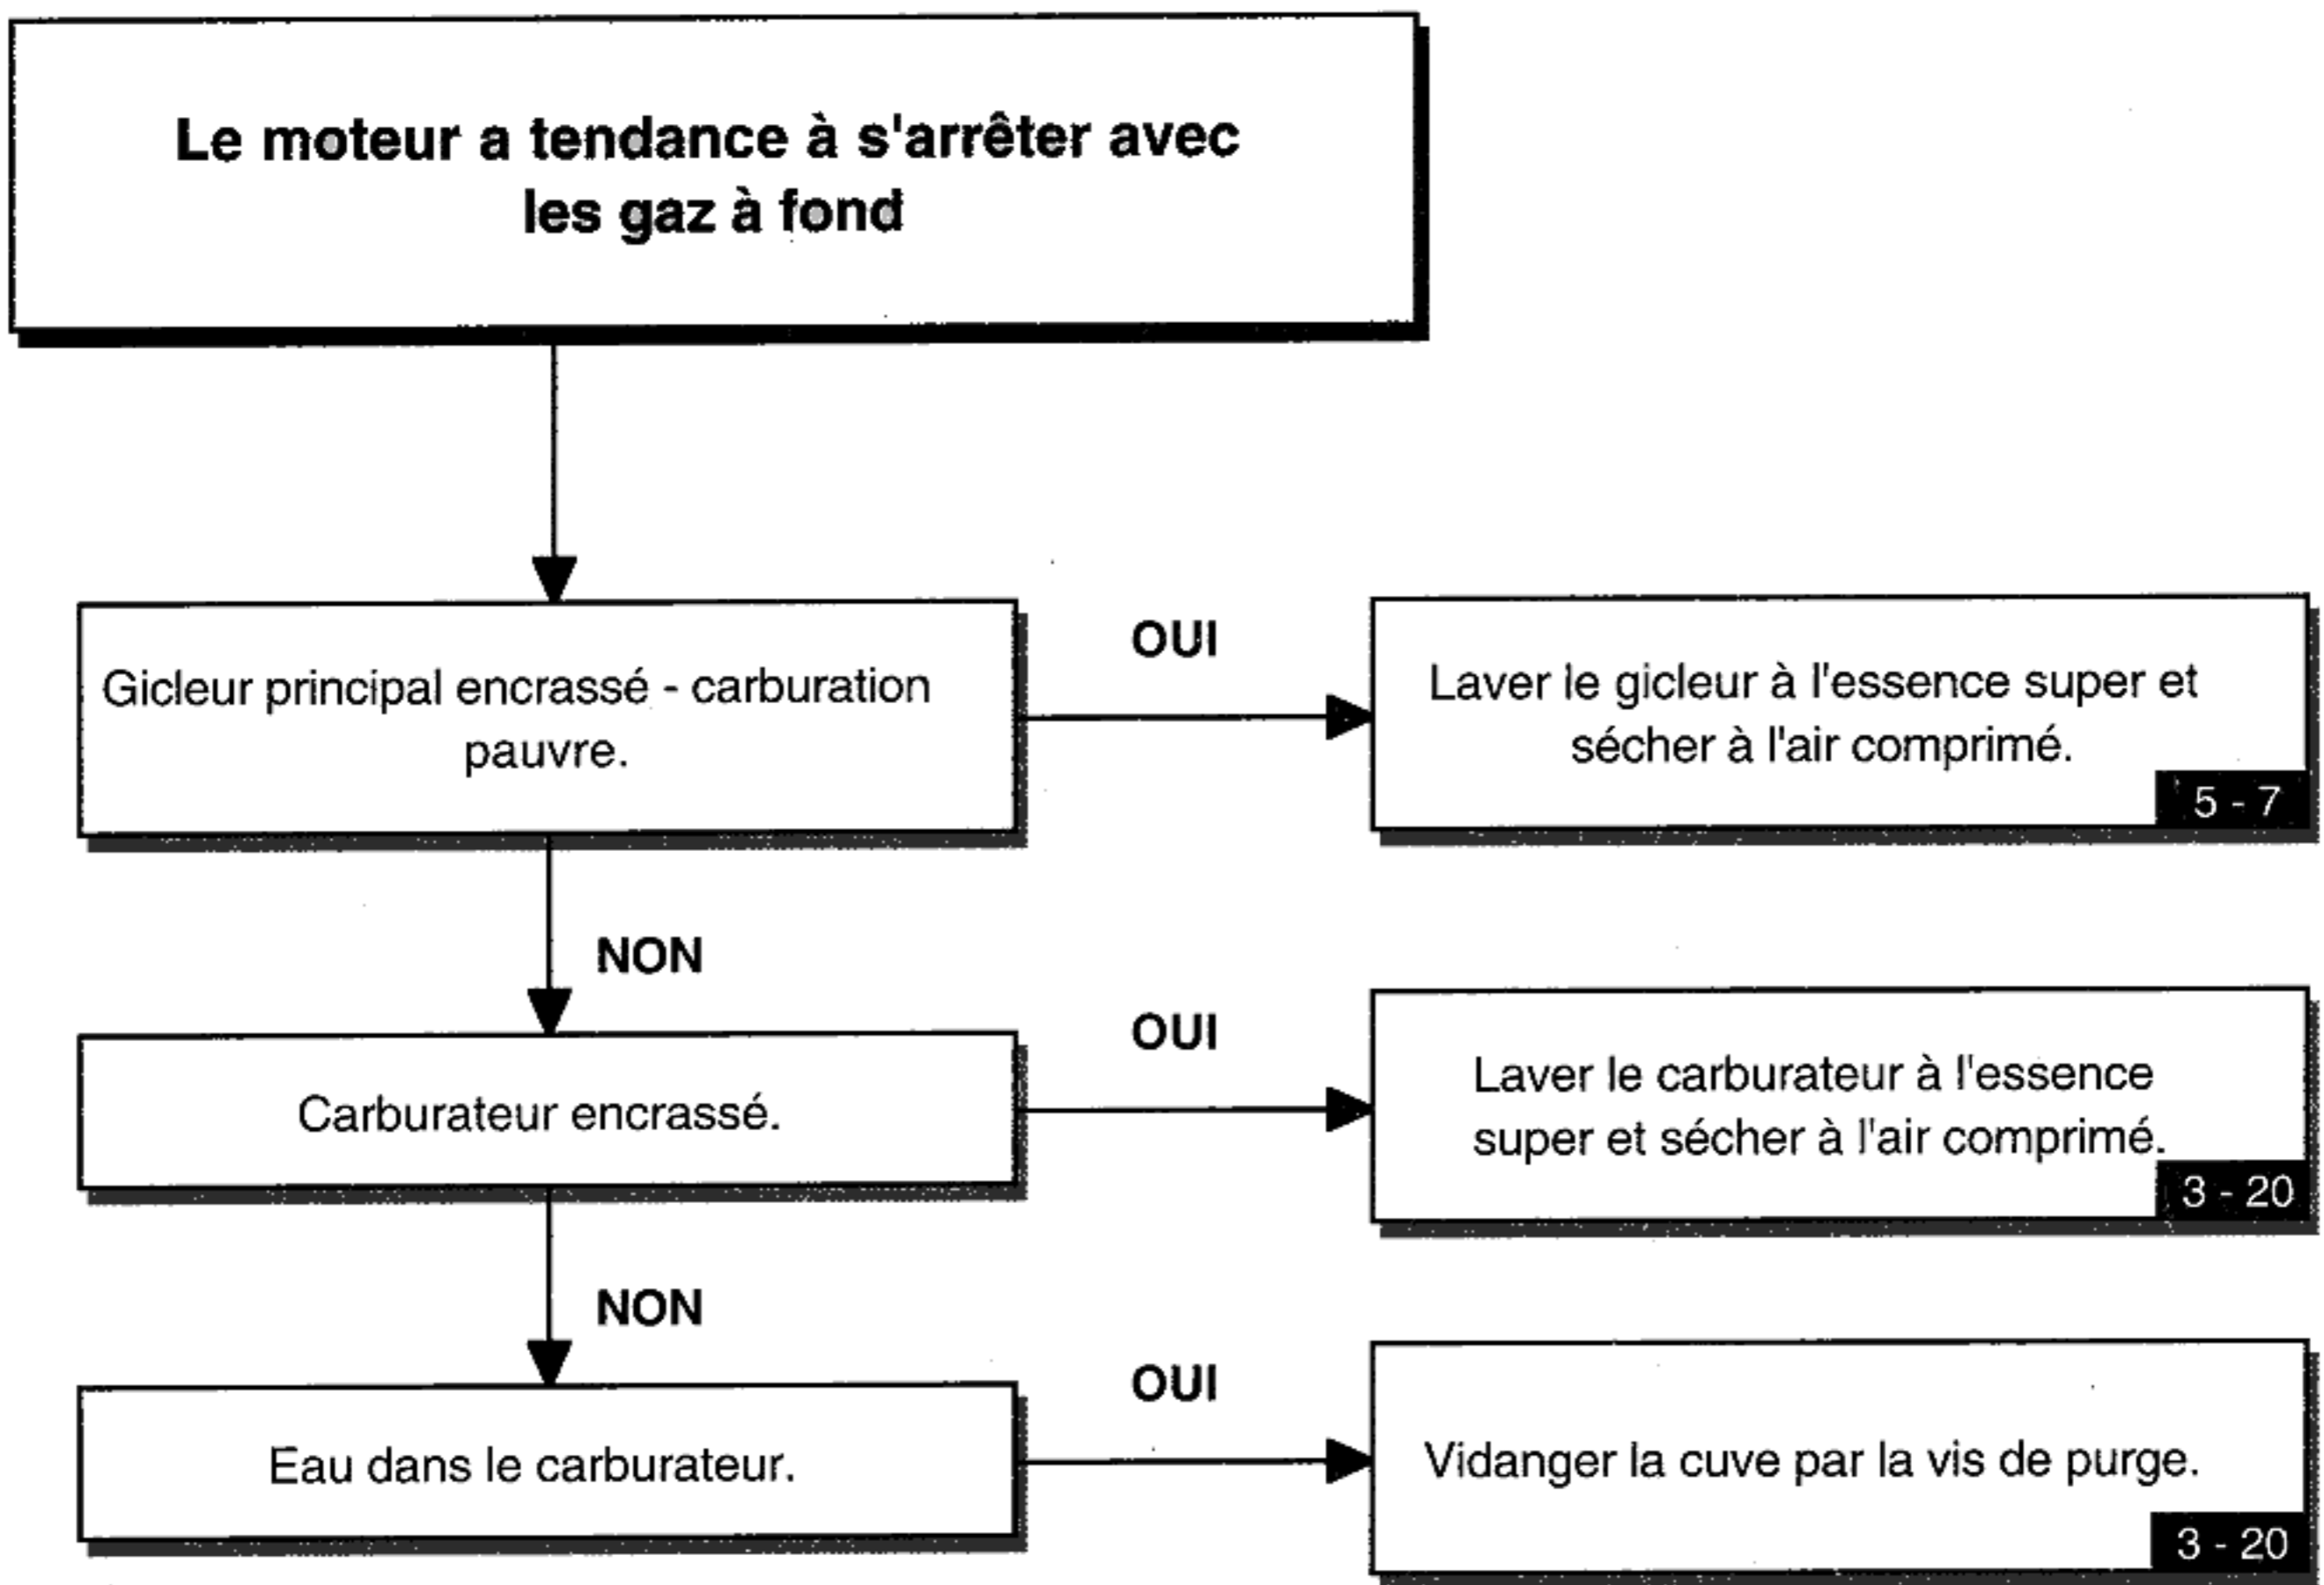 Le moteur a tendance à s'arrêter avec
les gaz à fond
Gicleur principal encrassé - carburation
pauvre.
OUI
Laver le gicleur à l'essence super et
sécher à l'air comprimé.
5 - 7
NON
Carburateur encrassé.
OUI
Laver le carburateur à l'essence
super et sécher à l'air comprimé.
3 - 20
NON
Eau dans le carburateur.
OUI
Vidanger la cuve par la vis de purge.
3 - 20